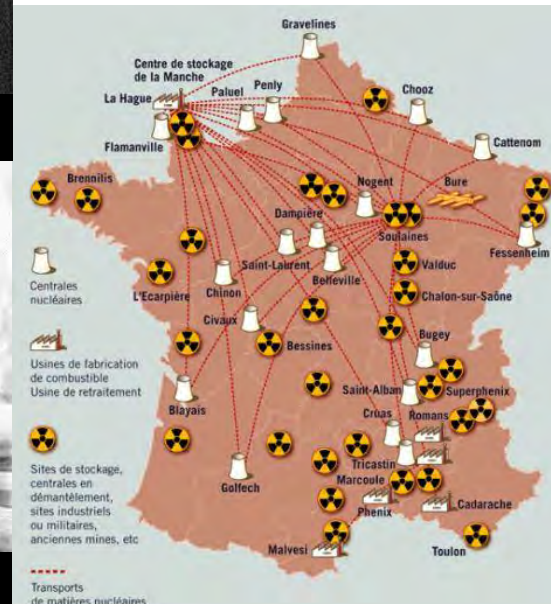 Gravelines
Centre de stockage
de la Manche
La Hague
Paluel
Penly
Chooz
Flamanville
Cattenom
Brennilis
Nogent
Bure
Dampière
Soulaines
Fessenheim
Saint-Laurent
Belleville
Valduc
Centrales
nucléaires
L'Ecarpière
Chinon
Chalon-sur-Saône
Civaux
Bugey
Bessines
Usines de fabrication
de combustible
Usine de retraitement
Saint-Alban
Superphenix
Blayais
Cruas
Romans
Sites de stockage,
centrales en
démantèlement,
sites industriels
ou militaires,
anciennes mines, etc
Tricastin
Marcoule
Golfech
Phenix
Cadarache
Malvesi
Toulon
Transports
de matières nucléaires